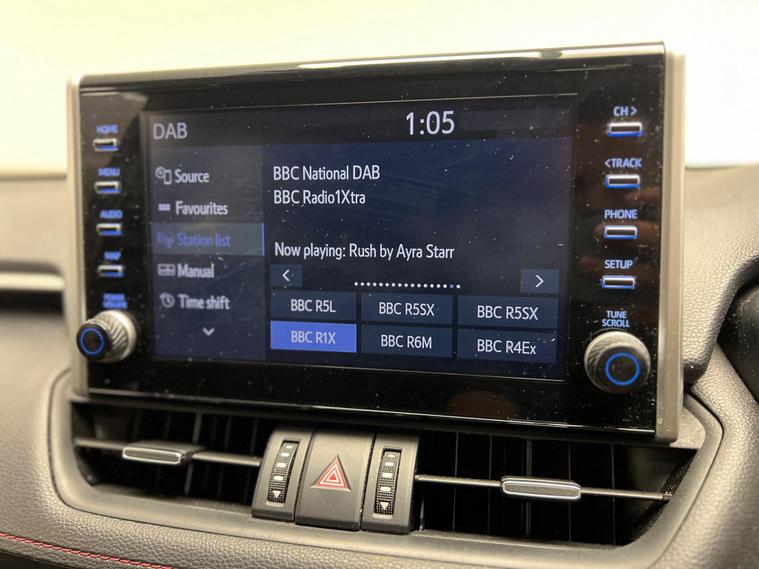 DAB
1:05
HOME
MENU
AUDIO
MAP
POWER
VOLUME
Source
Favourites
Station list
Manual
Time shift
BBC National DAB
BBC Radio1Xtra
Now playing: Rush by Ayra Starr
<
>
BBC R5L
BBC R5SX
BBC R5SX
BBC R1X
BBC R6M
BBC R4Ex
CH >
< TRACK
PHONE
SETUP
TUNE
SCROLL